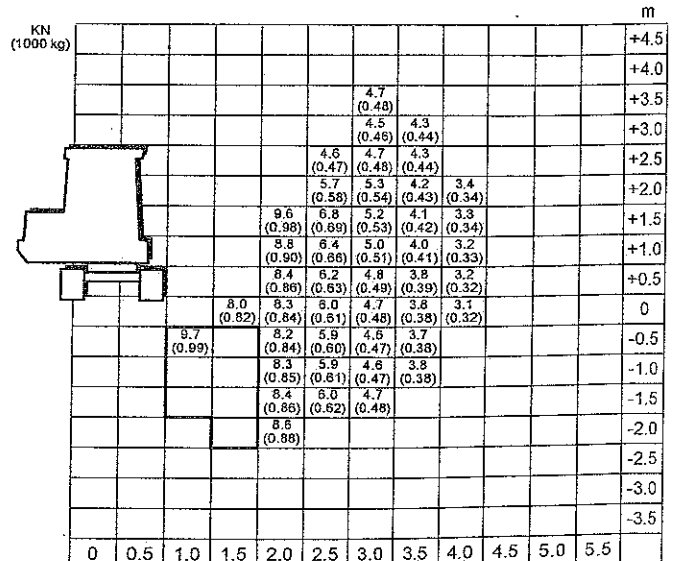 m
KN
(1000 kg)
+4.5
+4.0
4.7 +3.5
(0.48)
4.5 4.3 +3.0
(0.46) (0.44)
4.6 4.7 4.3 +2.5
(0.47) (0.48) (0.44)
5.7 5.3 4.2 3.4 +2.0
(0.58) (0.54) (0.43) (0.34)
9.6 6.8 5.2 4.1 3.3 +1.5
(0.98) (0.69) (0.53) (0.42) (0.34)
8.8 6.4 5.0 4.0 3.2 +1.0
(0.90) (0.66) (0.51) (0.41) (0.33)
8.4 6.2 4.8 3.8 3.2 +0.5
(0.86) (0.63) (0.49) (0.39) (0.32)
8.0 8.3 6.0 4.7 3.8 3.1 0
(0.82) (0.84) (0.61) (0.48) (0.38) (0.32)
9.7 8.2 5.9 4.6 3.7 -0.5
(0.99) (0.84) (0.60) (0.47) (0.38)
8.3 5.9 4.6 3.8 -1.0
(0.85) (0.61) (0.47) (0.38)
8.4 6.0 4.7 -1.5
(0.86) (0.62) (0.48)
8.6 -2.0
(0.88)
-2.5
-3.0
-3.5
0 0.5 1.0 1.5 2.0 2.5 3.0 3.5 4.0 4.5 5.0 5.5